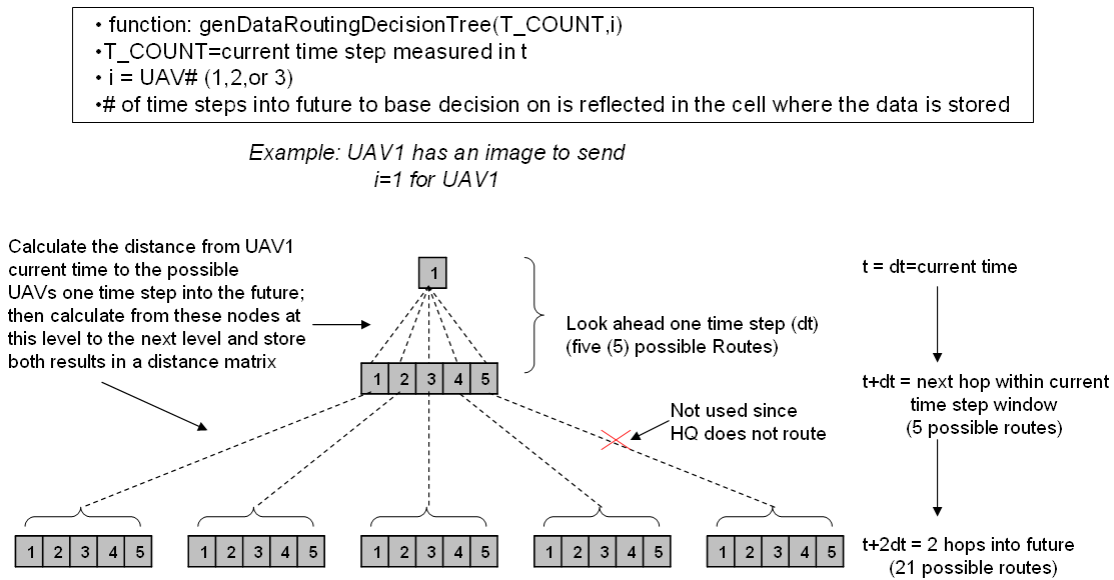 • function: genDataRoutingDecisionTree(T_COUNT,i)
•T_COUNT=current time step measured in t
• i = UAV# (1,2,or 3)
•# of time steps into future to base decision on is reflected in the cell where the data is stored
Example: UAV1 has an image to send
i=1 for UAV1
Calculate the distance from UAV1
current time to the possible
UAVs one time step into the future;
then calculate from these nodes at
this level to the next level and store
both results in a distance matrix
1
t = dt=current time
Look ahead one time step (dt)
(five (5) possible Routes)
1 2 3 4 5
t+dt = next hop within current
time step window
(5 possible routes)
Not used since
HQ does not route
1 2 3 4 5
1 2 3 4 5
1 2 3 4 5
1 2 3 4 5
1 2 3 4 5
t+2dt = 2 hops into future
(21 possible routes)